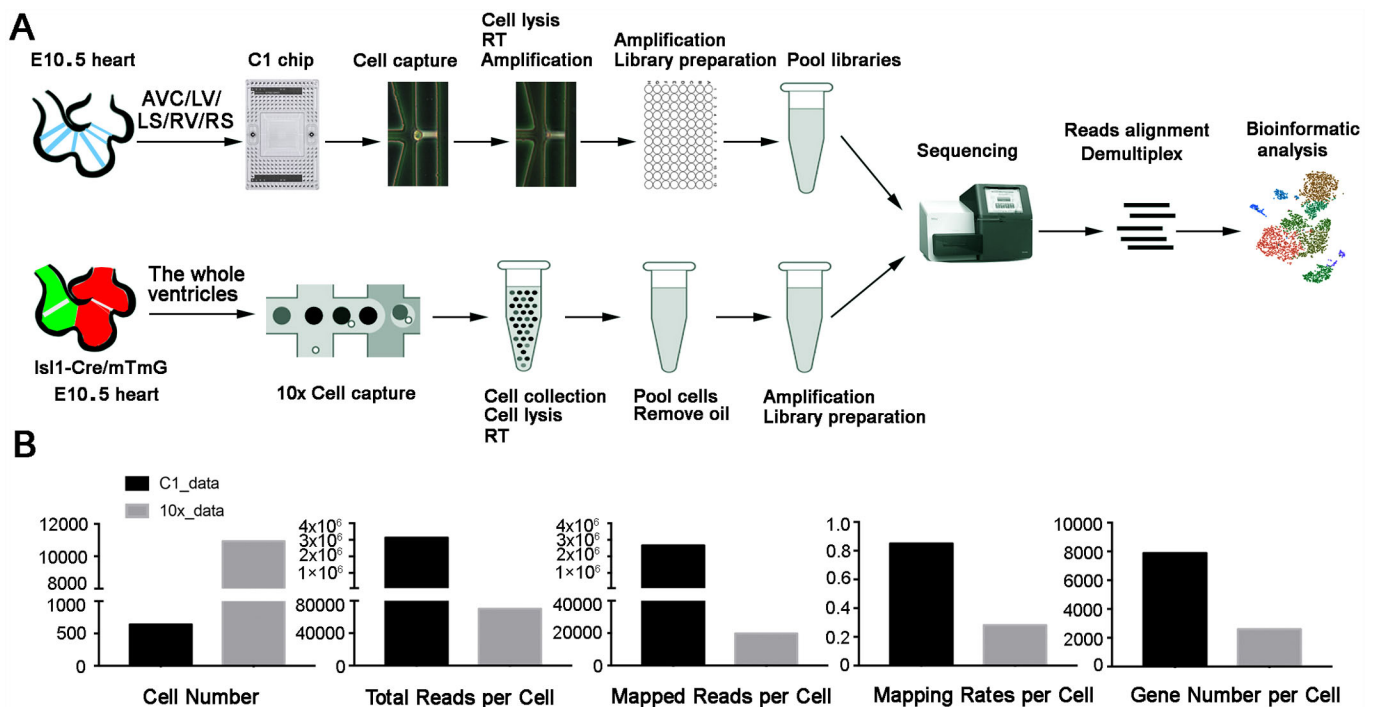 A
E10.5 heart
AVC/LV/
LS/RV/RS
C1 chip
Cell capture
Cell lysis
RT
Amplification
Amplification
Library preparation
Pool libraries
Sequencing
Reads alignment
Demultiplex
Bioinformatic
analysis
The whole
ventricles
Isl1-Cre/mTmG
E10.5 heart
10x Cell capture
Cell collection
Cell lysis
RT
Pool cells
Remove oil
Amplification
Library preparation
B
C1_data
10x_data
12000
10000
8000
1000
500
0
Cell Number
4x10⁶
3x10⁶
2x10⁶
1×10⁶
80000
40000
0
Total Reads per Cell
4x10⁶
3x10⁶
2x10⁶
1×10⁶
40000
20000
0
Mapped Reads per Cell
1.0
0.8
0.6
0.4
0.2
0
Mapping Rates per Cell
10000
8000
6000
4000
2000
0
Gene Number per Cell